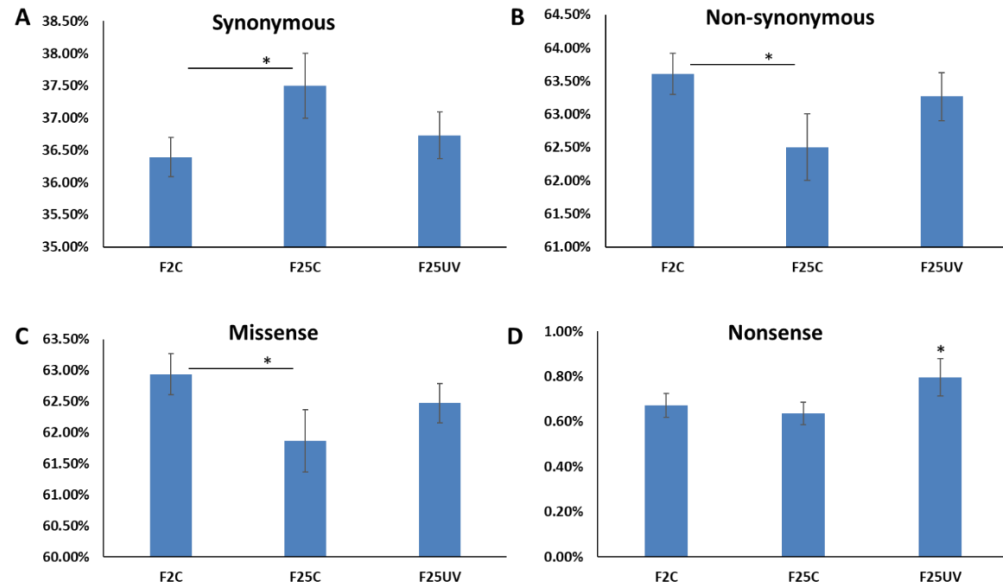 A
Synonymous
38.50%
38.00%
37.50%
37.00%
36.50%
36.00%
35.50%
35.00%
*
F2C F25C F25UV
B
Non-synonymous
64.50%
64.00%
63.50%
63.00%
62.50%
62.00%
61.50%
61.00%
*
F2C F25C F25UV
C
Missense
63.50%
63.00%
62.50%
62.00%
61.50%
61.00%
60.50%
60.00%
*
F2C F25C F25UV
D
Nonsense
1.00%
0.80%
0.60%
0.40%
0.20%
0.00%
*
F2C F25C F25UV